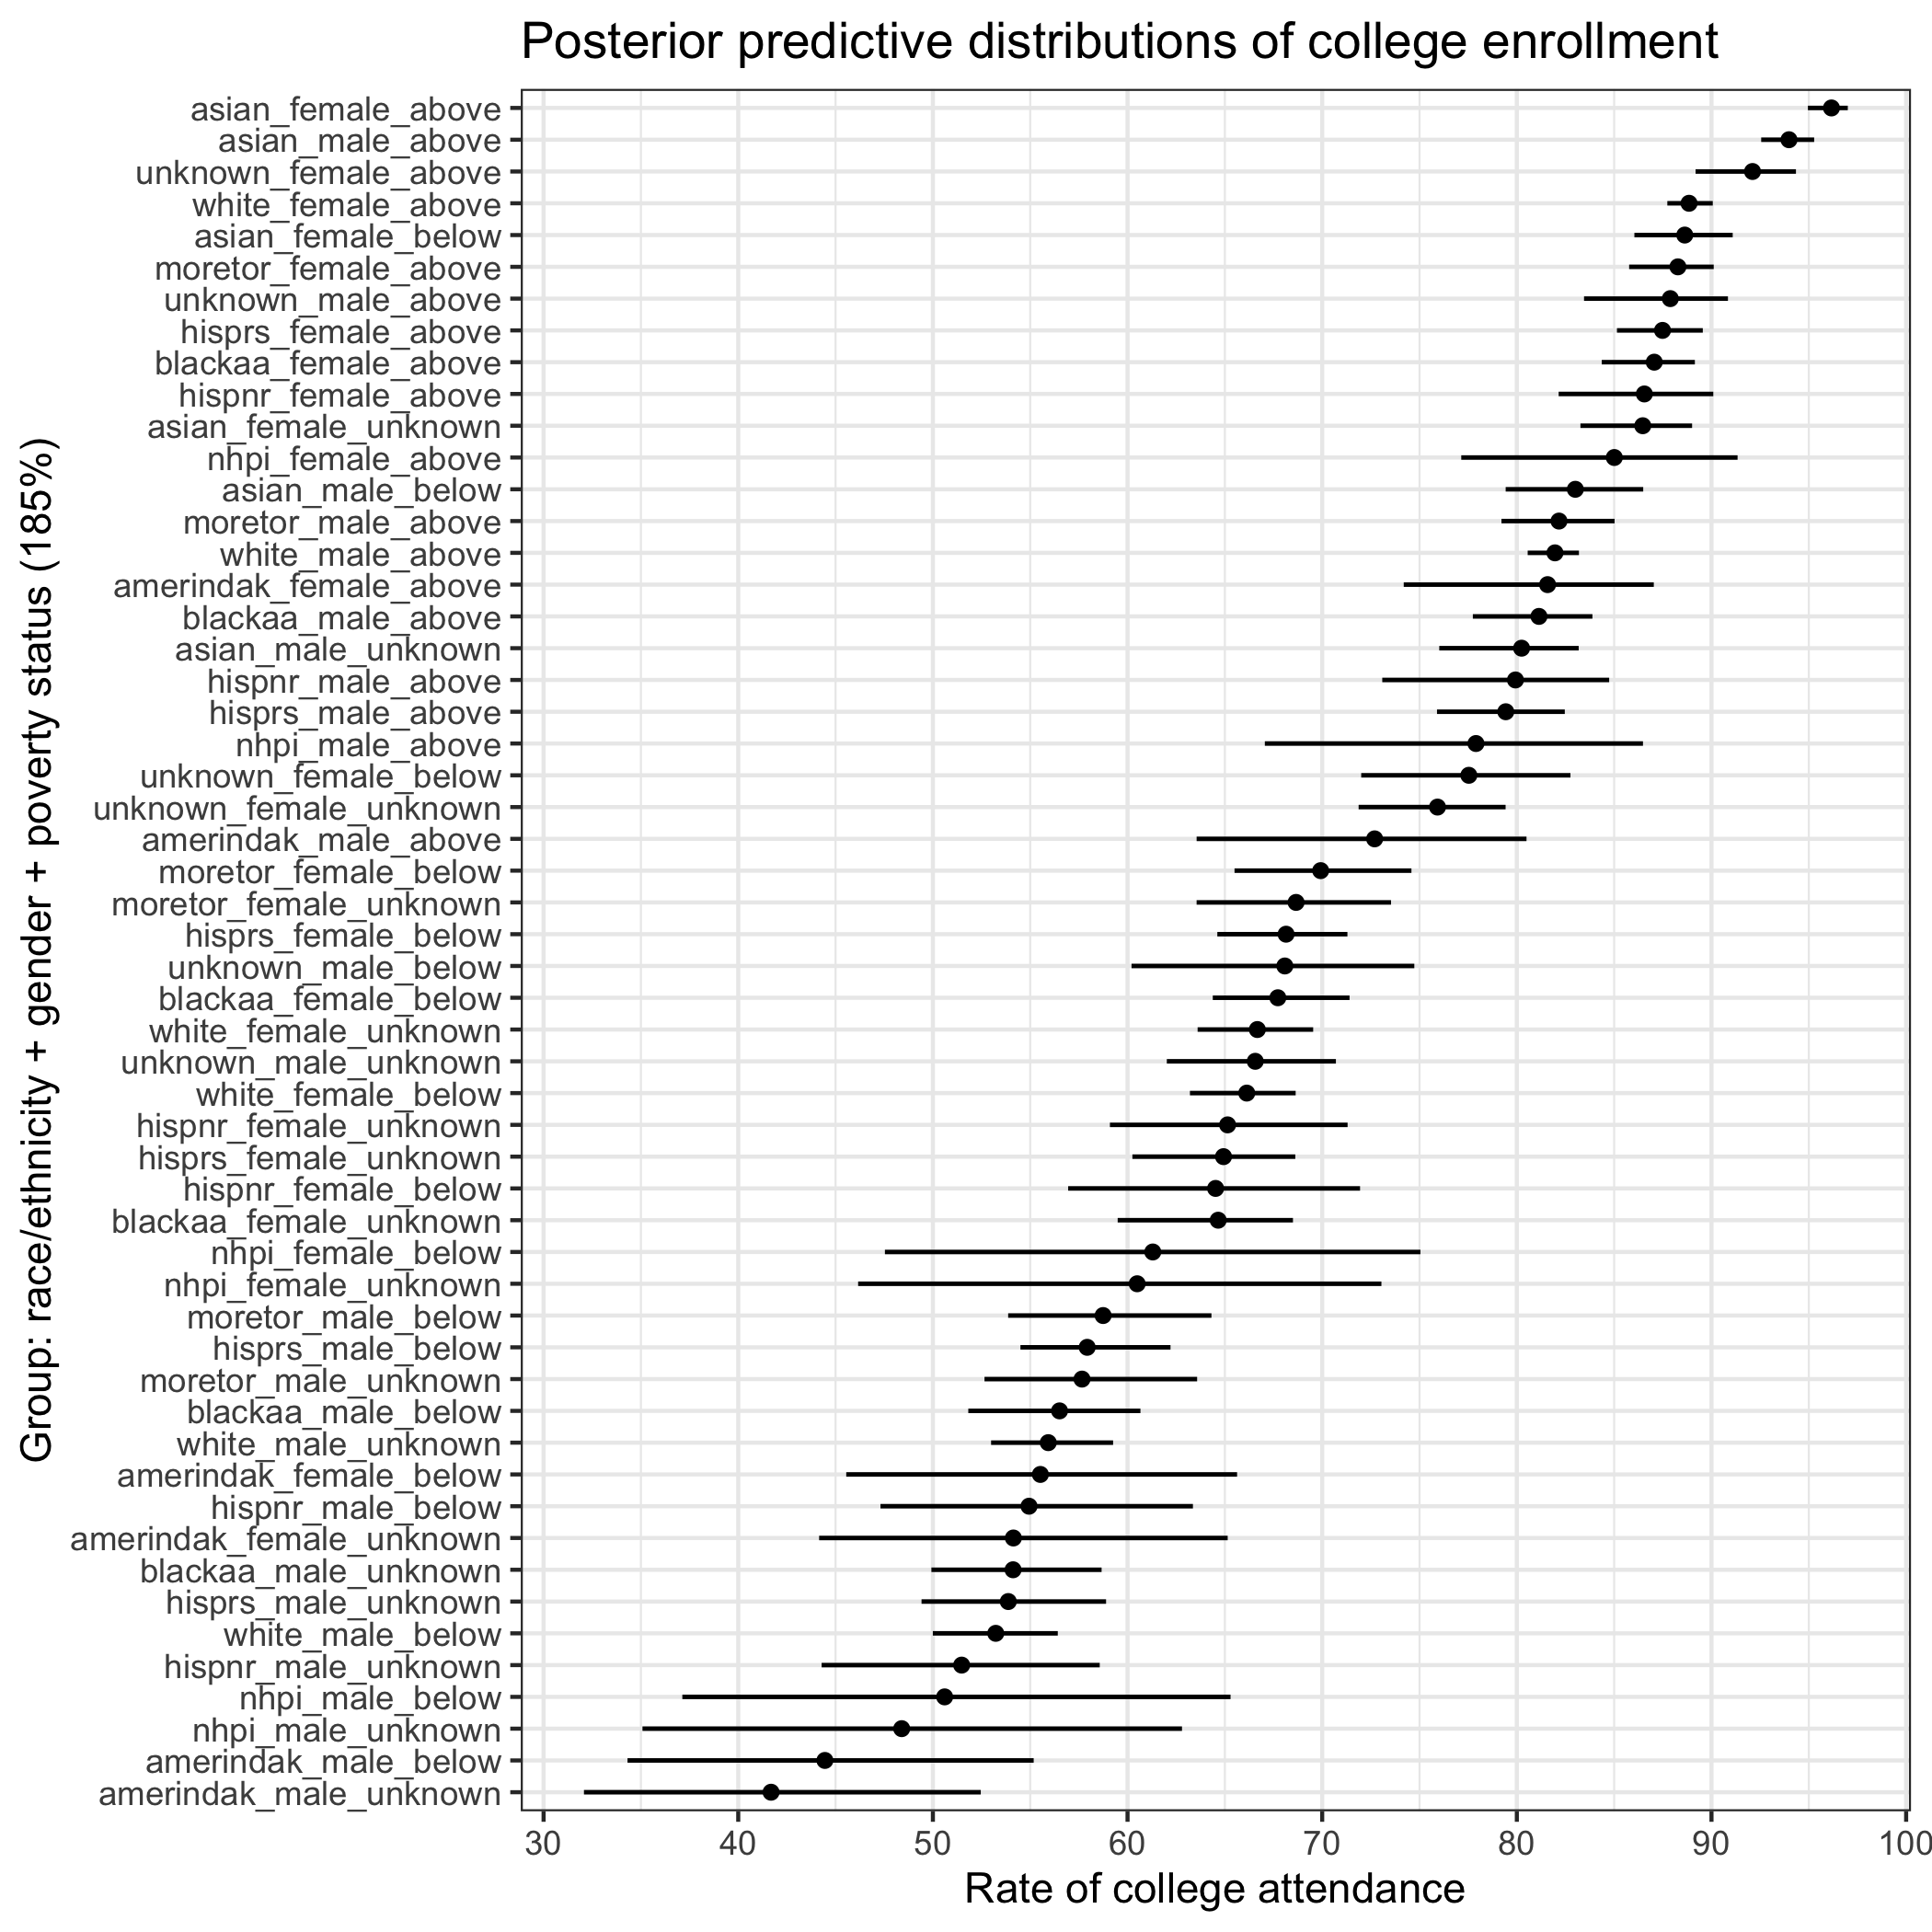 Posterior predictive distributions of college enrollment
Group: race/ethnicity + gender + poverty status (185%)
asian_female_above
asian_male_above
unknown_female_above
white_female_above
asian_female_below
moretor_female_above
unknown_male_above
hisprs_female_above
blackaa_female_above
hispnr_female_above
asian_female_unknown
nhpi_female_above
asian_male_below
moretor_male_above
white_male_above
amerindak_female_above
blackaa_male_above
asian_male_unknown
hispnr_male_above
hisprs_male_above
nhpi_male_above
unknown_female_below
unknown_female_unknown
amerindak_male_above
moretor_female_below
moretor_female_unknown
hisprs_female_below
unknown_male_below
blackaa_female_below
white_female_unknown
unknown_male_unknown
white_female_below
hispnr_female_unknown
hisprs_female_unknown
hispnr_female_below
blackaa_female_unknown
nhpi_female_below
nhpi_female_unknown
moretor_male_below
hisprs_male_below
moretor_male_unknown
blackaa_male_below
white_male_unknown
amerindak_female_below
hispnr_male_below
amerindak_female_unknown
blackaa_male_unknown
hisprs_male_unknown
white_male_below
hispnr_male_unknown
nhpi_male_below
nhpi_male_unknown
amerindak_male_below
amerindak_male_unknown
30 40 50 60 70 80 90 100
Rate of college attendance